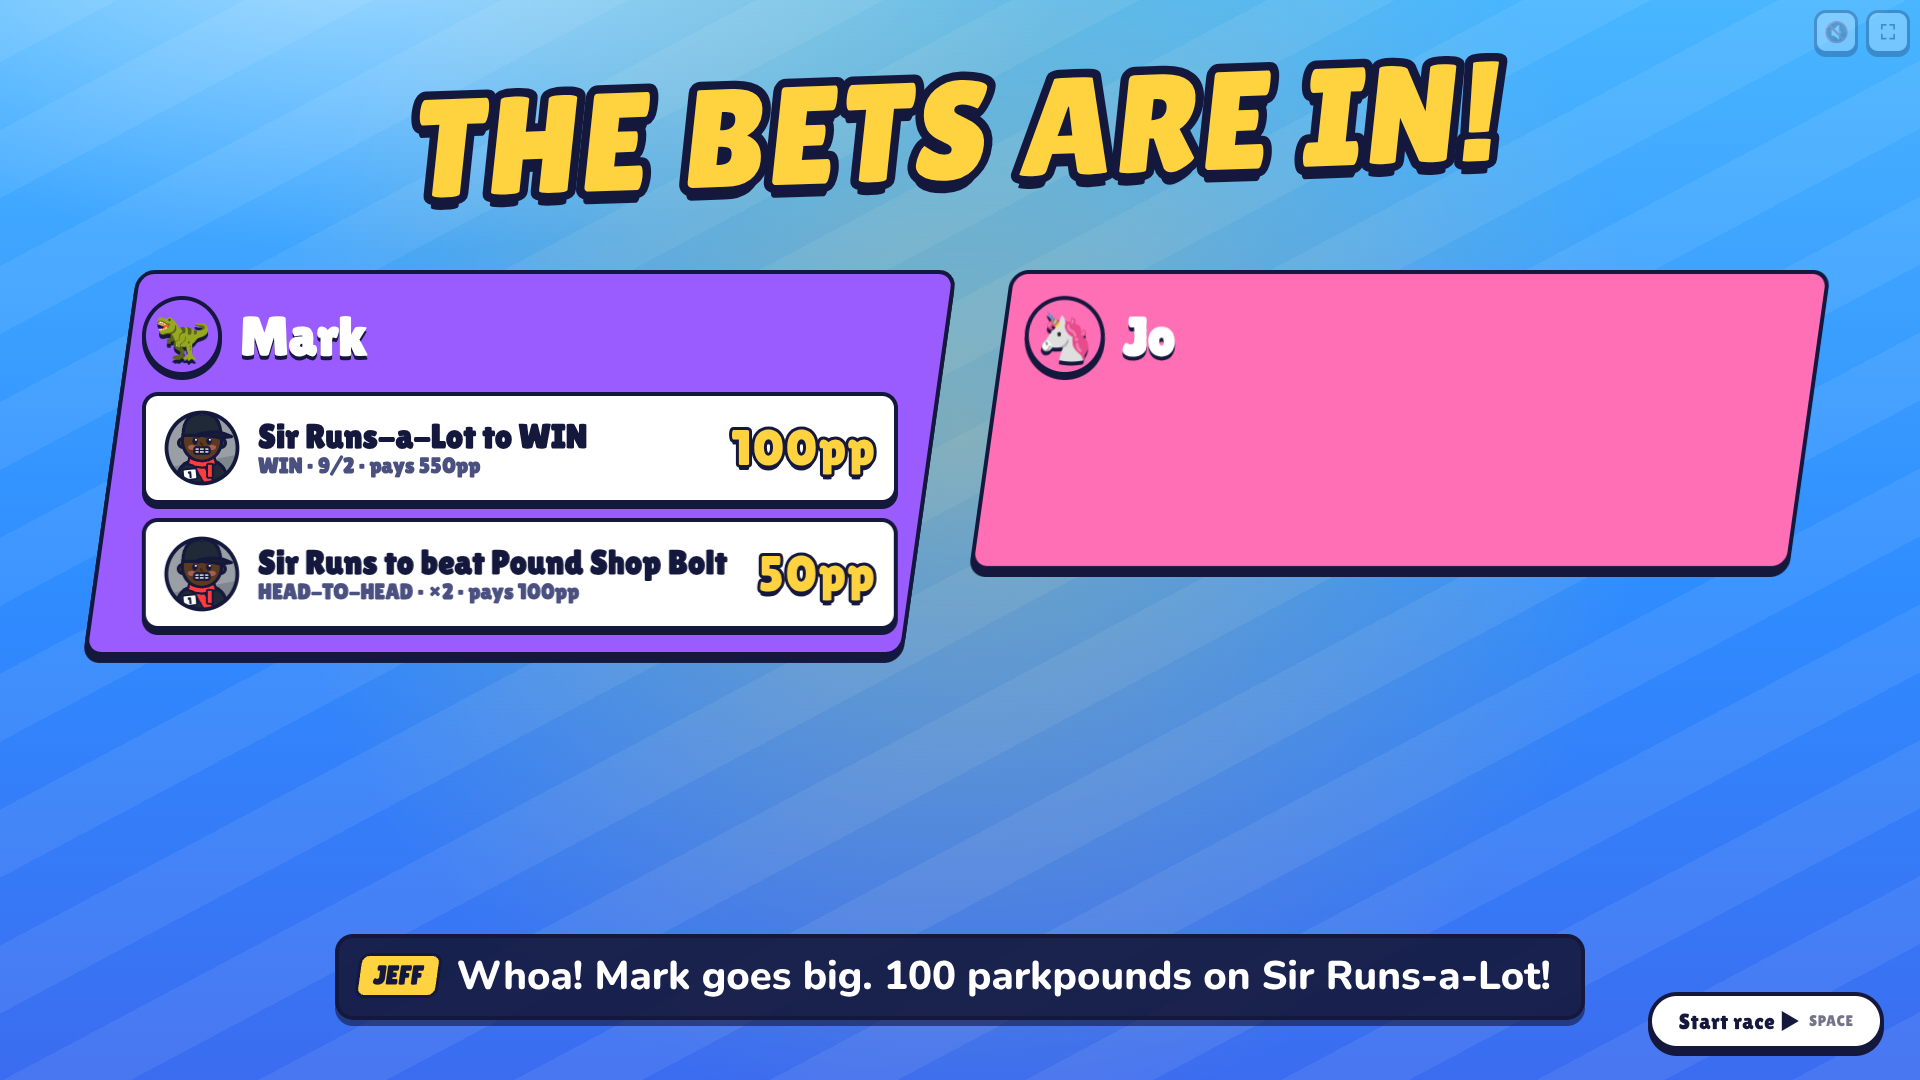 THE BETS ARE IN!
Mark
Sir Runs-a-Lot to WIN
WIN · 9/2 · pays 550pp
100pp
1
Sir Runs to beat Pound Shop Bolt
HEAD-TO-HEAD · ×2 · pays 100pp
50pp
1
Jo
JEFF Whoa! Mark goes big. 100 parkpounds on Sir Runs-a-Lot!
Start race ▶ SPACE